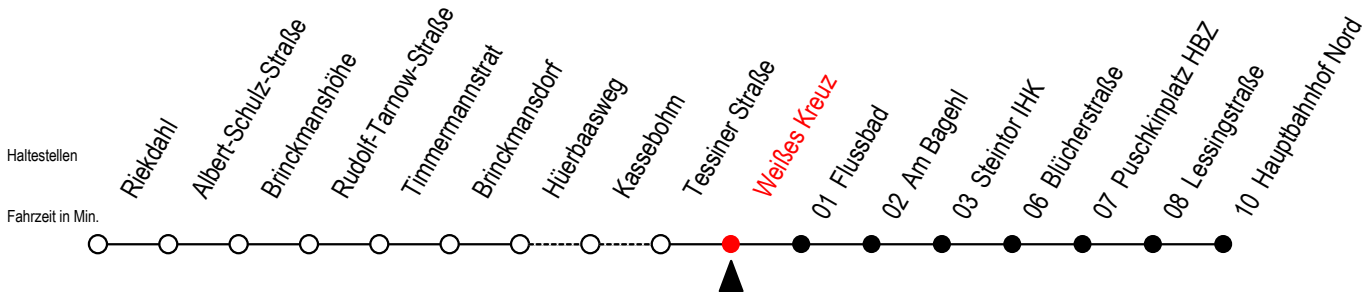 Haltestellen
Fahrzeit in Min.
Riekdahl
Albert-Schulz-Straße
Brinckmanshöhe
Rudolf-Tarnow-Straße
Timmermannstrat
Brinckmansdorf
Hüerbaasweg
Kassebohm
Tessiner Straße
Weißes Kreuz
01 Flussbad
02 Am Bagehl
03 Steintor IHK
06 Blücherstraße
07 Puschkinplatz HBZ
08 Lessingstraße
10 Hauptbahnhof Nord